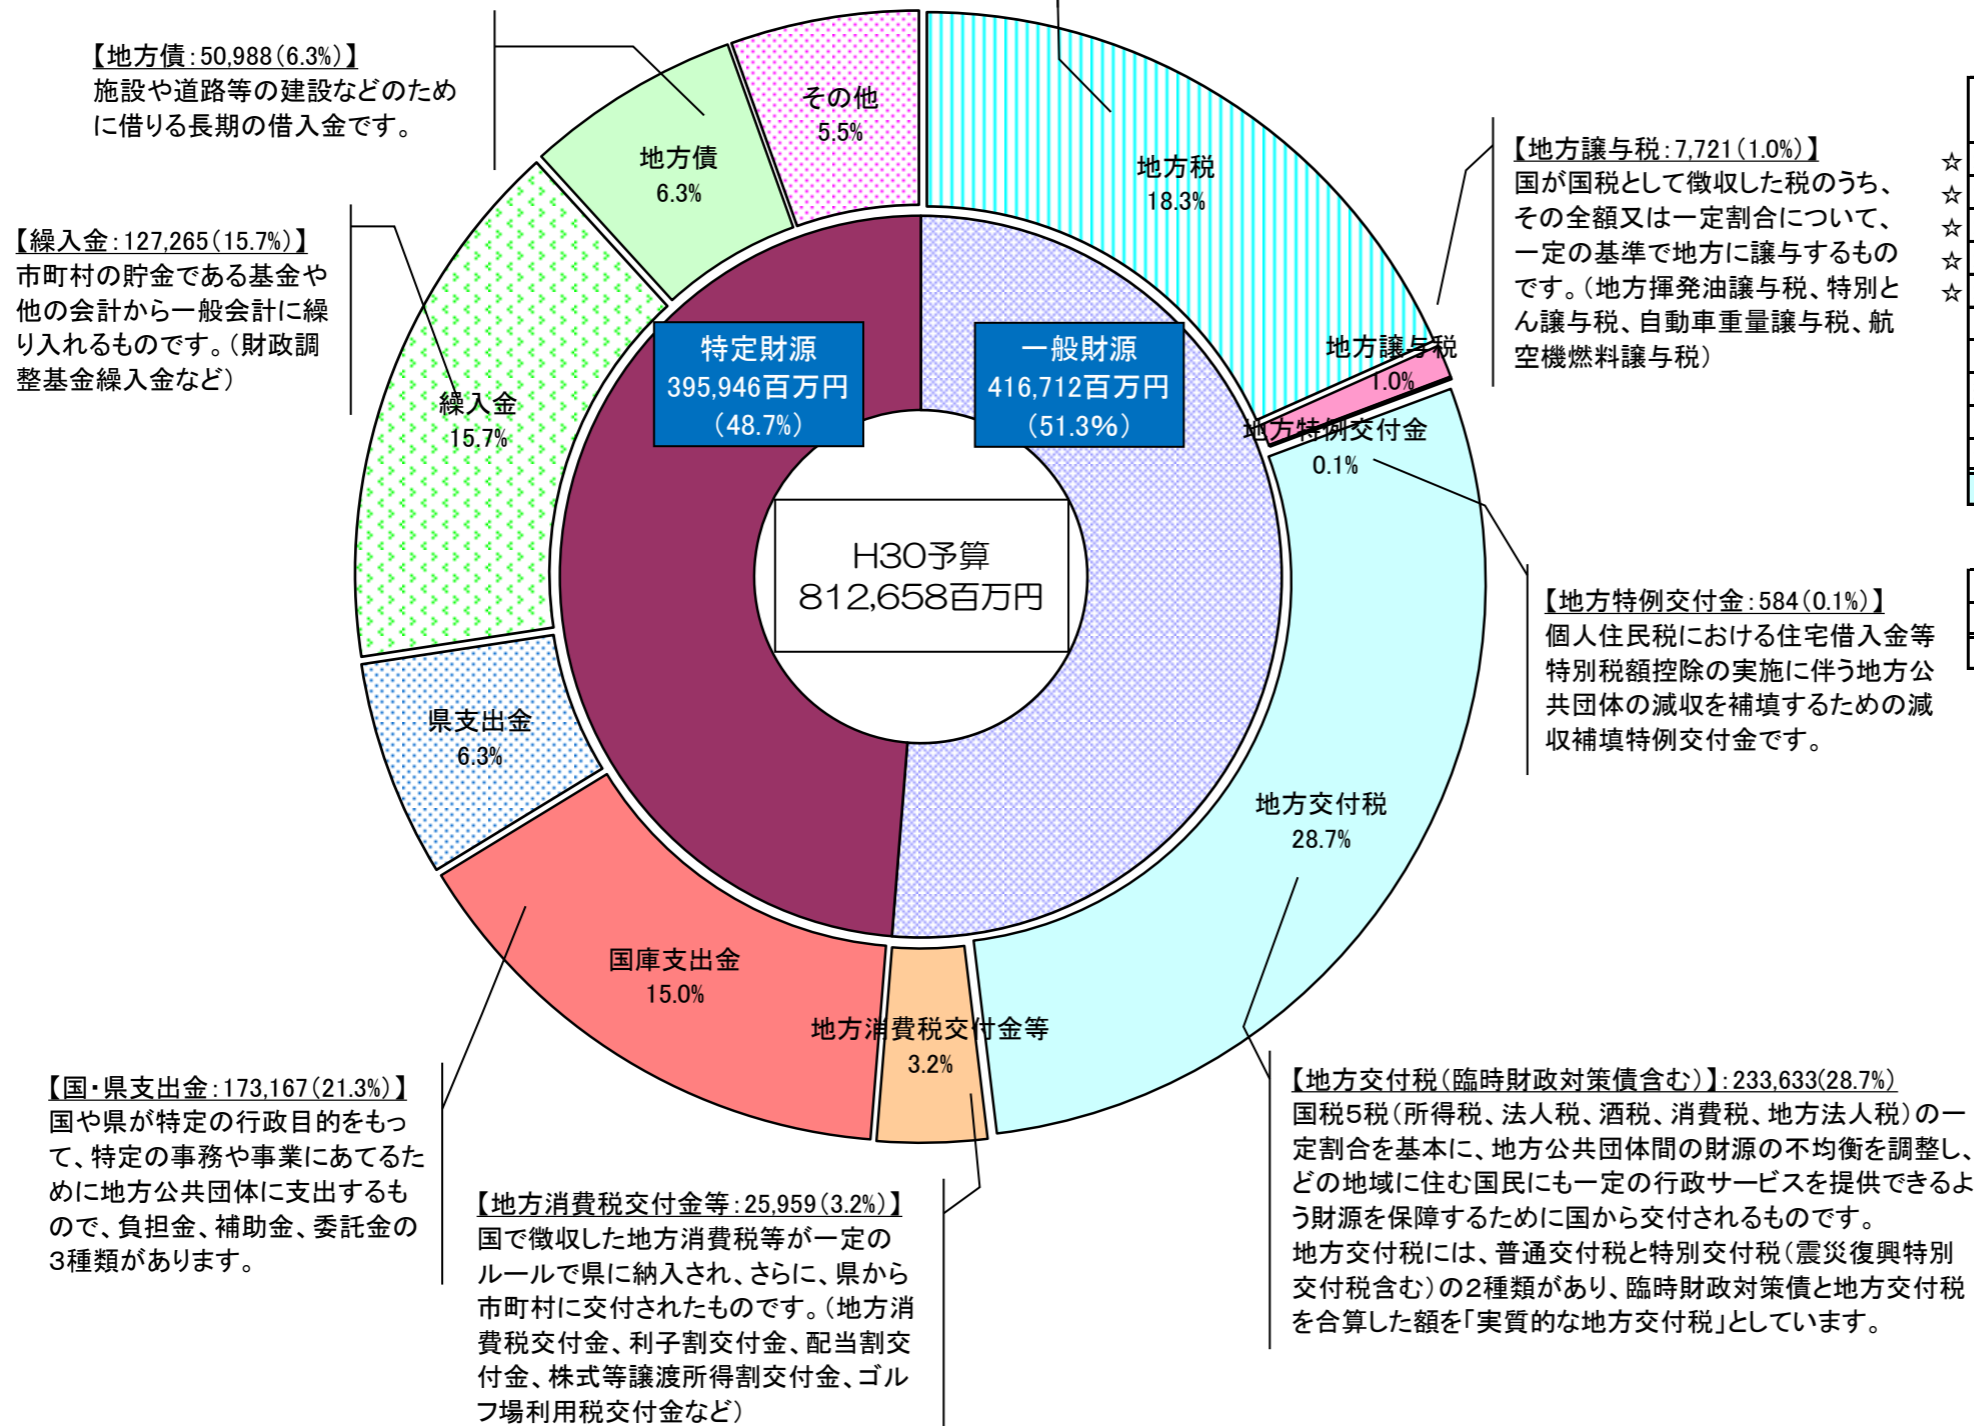 【地方債：50,988(6.3%)】
施設や道路等の建設などのため
に借りる長期の借入金です。
【繰入金：127,265(15.7%)】
市町村の貯金である基金や
他の会計から一般会計に繰
り入れるものです。（財政調
整基金繰入金など）
その他
5.5%
地方債
6.3%
地方税
18.3%
【地方譲与税：7,721(1.0%)】
国が国税として徴収した税のうち、
その全額又は一定割合について、
一定の基準で地方に譲与するもの
です。（地方揮発油譲与税、特別と
ん譲与税、自動車重量譲与税、航
空機燃料譲与税）
☆
☆
☆
☆
☆
特定財源
395,946百万円
（48.7%）
一般財源
416,712百万円
（51.3％）
地方譲与税
1.0%
繰入金
15.7%
地方特例交付金
0.1%
H30予算
812,658百万円
【地方特例交付金：584(0.1%)】
個人住民税における住宅借入金等
特別税額控除の実施に伴う地方公
共団体の減収を補填するための減
収補填特例交付金です。
県支出金
6.3%
地方交付税
28.7%
国庫支出金
15.0%
地方消費税交付金等
3.2%
【国・県支出金：173,167(21.3%)】
国や県が特定の行政目的をもっ
て、特定の事務や事業にあてるた
めに地方公共団体に支出するも
ので、負担金、補助金、委託金の
３種類があります。
【地方消費税交付金等：25,959(3.2%)】
国で徴収した地方消費税等が一定の
ルールで県に納入され、さらに、県から
市町村に交付されたものです。（地方消
費税交付金、利子割交付金、配当割交
付金、株式等譲渡所得割交付金、ゴル
フ場利用税交付金など）
【地方交付税（臨時財政対策債含む）】：233,633(28.7%)
国税５税（所得税、法人税、酒税、消費税、地方法人税）の一
定割合を基本に、地方公共団体間の財源の不均衡を調整し、
どの地域に住む国民にも一定の行政サービスを提供できるよ
う財源を保障するために国から交付されるものです。
地方交付税には、普通交付税と特別交付税（震災復興特別
交付税含む）の２種類があり、臨時財政対策債と地方交付税
を合算した額を「実質的な地方交付税」としています。